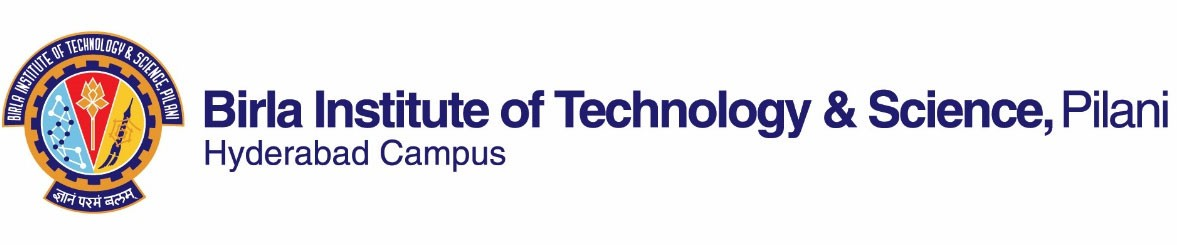 BIRLA INSTITUTE OF TECHNOLOGY & SCIENCE, PILANI
ज्ञानं परमं बलम्
Birla Institute of Technology & Science, Pilani
Hyderabad Campus